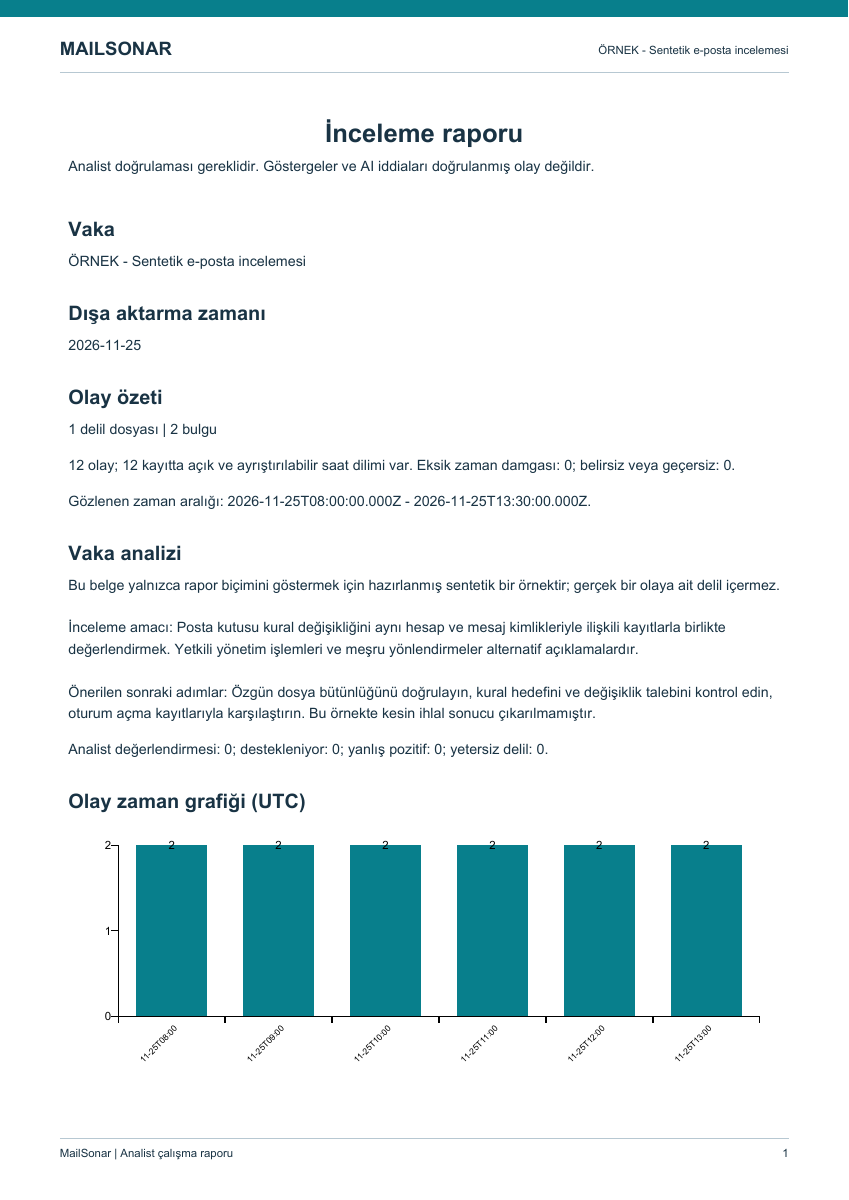 MAILSONAR
ÖRNEK - Sentetik e-posta incelemesi
İnceleme raporu
Analist doğrulaması gereklidir. Göstergeler ve AI iddiaları doğrulanmış olay değildir.
Vaka
ÖRNEK - Sentetik e-posta incelemesi
Dışa aktarma zamanı
2026-11-25
Olay özeti
1 delil dosyası | 2 bulgu
12 olay; 12 kayıtta açık ve ayrıştırılabilir saat dilimi var. Eksik zaman damgası: 0; belirsiz veya geçersiz: 0.
Gözlenen zaman aralığı: 2026-11-25T08:00:00.000Z - 2026-11-25T13:30:00.000Z.
Vaka analizi
Bu belge yalnızca rapor biçimini göstermek için hazırlanmış sentetik bir örnektir; gerçek bir olaya ait delil içermez.
İnceleme amacı: Posta kutusu kural değişikliğini aynı hesap ve mesaj kimlikleriyle ilişkili kayıtlarla birlikte
değerlendirmek. Yetkili yönetim işlemleri ve meşru yönlendirmeler alternatif açıklamalardır.
Önerilen sonraki adımlar: Özgün dosya bütünlüğünü doğrulayın, kural hedefini ve değişiklik talebini kontrol edin,
oturum açma kayıtlarıyla karşılaştırın. Bu örnekte kesin ihlal sonucu çıkarılmamıştır.
Analist değerlendirmesi: 0; destekleniyor: 0; yanlış pozitif: 0; yetersiz delil: 0.
Olay zaman grafiği (UTC)
2 2 2 2 2 2 2
1
0
11-25T08:00 11-25T09:00 11-25T10:00 11-25T11:00 11-25T12:00 11-25T13:00
MailSonar | Analist çalışma raporu 1